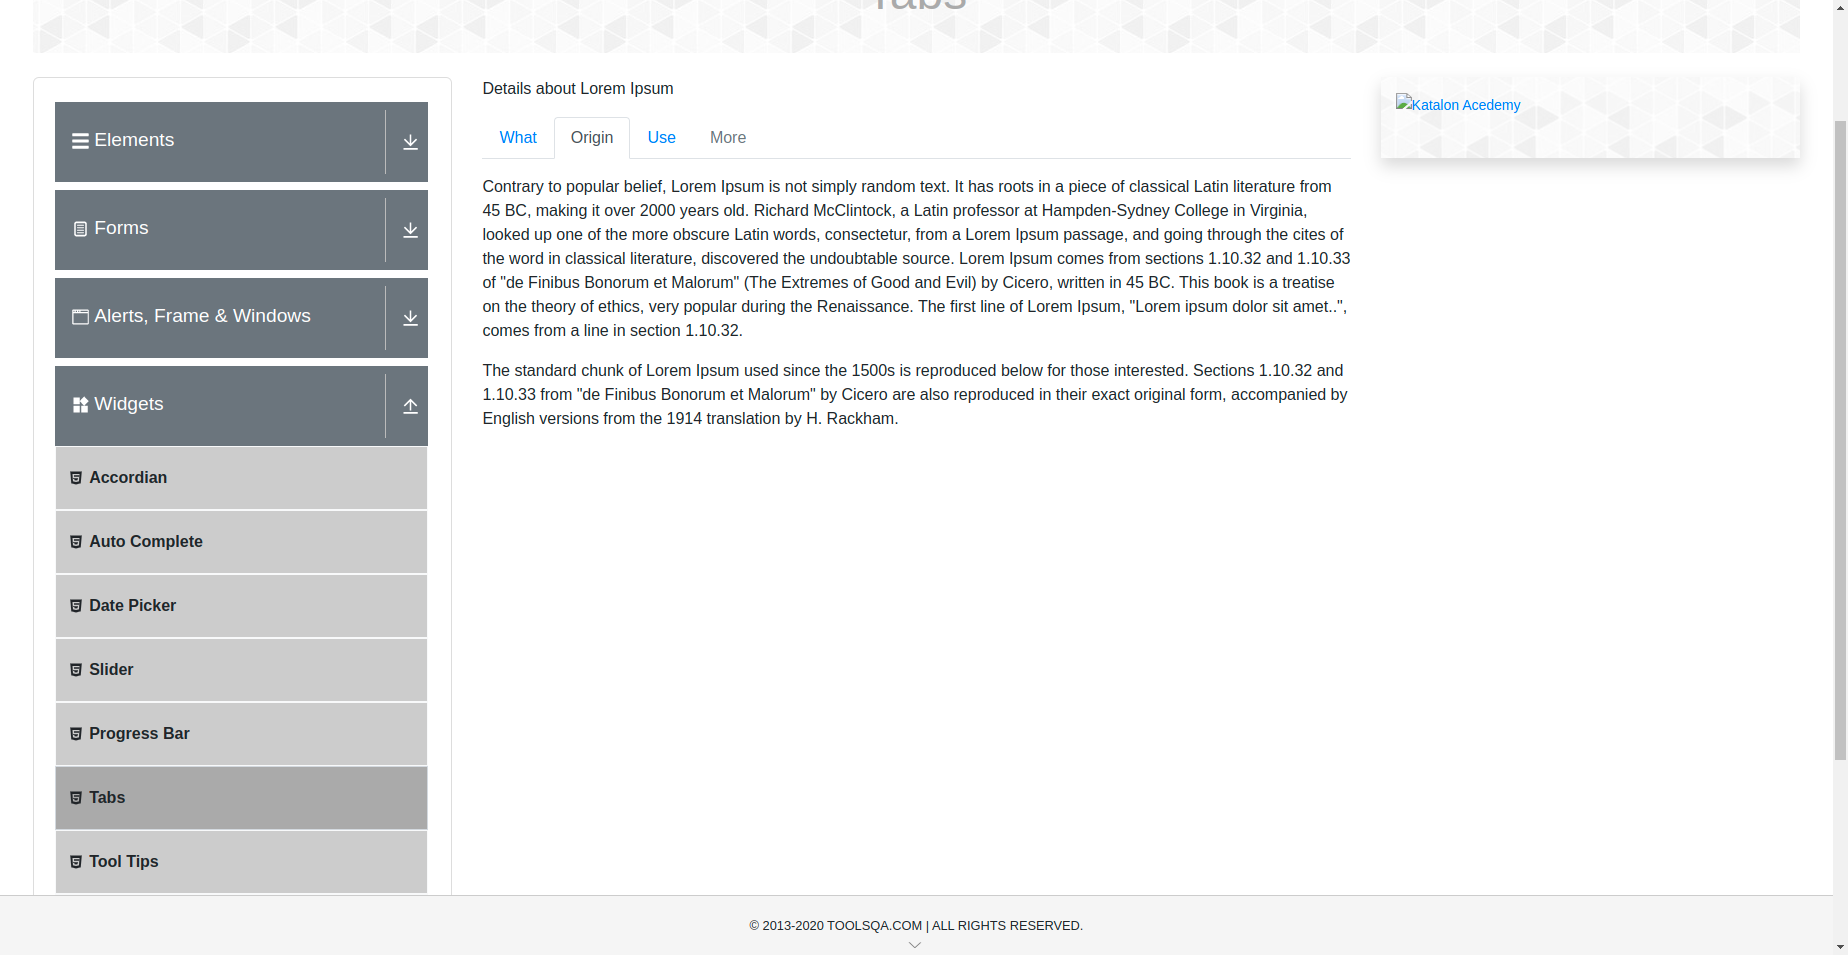 Tabs
Elements
Forms
Alerts, Frame & Windows
Widgets
Accordian
Auto Complete
Date Picker
Slider
Progress Bar
Tabs
Tool Tips
Details about Lorem Ipsum
What Origin Use More
Contrary to popular belief, Lorem Ipsum is not simply random text. It has roots in a piece of classical Latin literature from
45 BC, making it over 2000 years old. Richard McClintock, a Latin professor at Hampden-Sydney College in Virginia,
looked up one of the more obscure Latin words, consectetur, from a Lorem Ipsum passage, and going through the cites of
the word in classical literature, discovered the undoubtable source. Lorem Ipsum comes from sections 1.10.32 and 1.10.33
of "de Finibus Bonorum et Malorum" (The Extremes of Good and Evil) by Cicero, written in 45 BC. This book is a treatise
on the theory of ethics, very popular during the Renaissance. The first line of Lorem Ipsum, "Lorem ipsum dolor sit amet..",
comes from a line in section 1.10.32.
The standard chunk of Lorem Ipsum used since the 1500s is reproduced below for those interested. Sections 1.10.32 and
1.10.33 from "de Finibus Bonorum et Malorum" by Cicero are also reproduced in their exact original form, accompanied by
English versions from the 1914 translation by H. Rackham.
Katalon Acedemy
© 2013-2020 TOOLSQA.COM | ALL RIGHTS RESERVED.